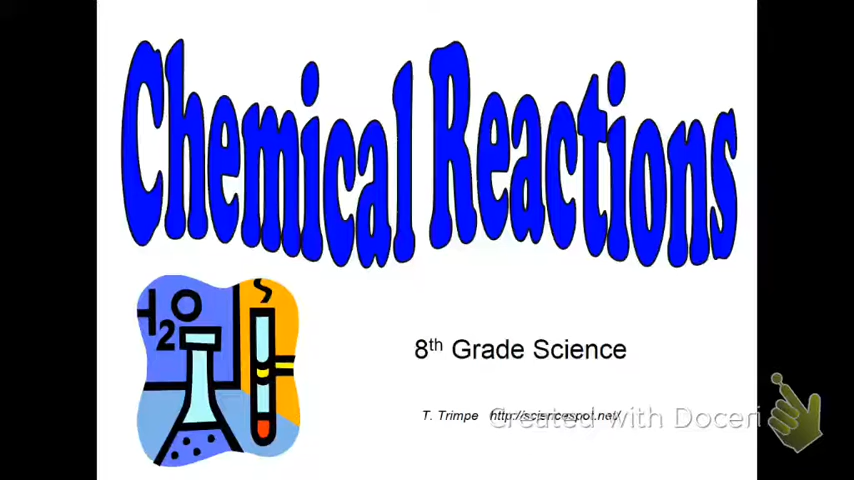 Chemical Reactions
H2O
8th Grade Science
T. Trimpe http://sciencespot.net/
Created with Doceri